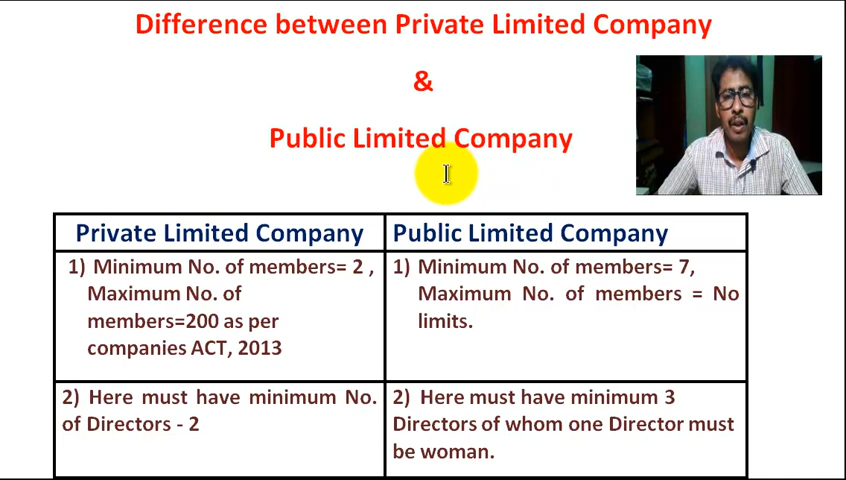 Difference between Private Limited Company
&
Public Limited Company
Private Limited Company
Public Limited Company
1) Minimum No. of members= 2 ,
Maximum No. of
members=200 as per
companies ACT, 2013
1) Minimum No. of members= 7,
Maximum No. of members = No
limits.
2) Here must have minimum No.
of Directors - 2
2) Here must have minimum 3
Directors of whom one Director must
be woman.